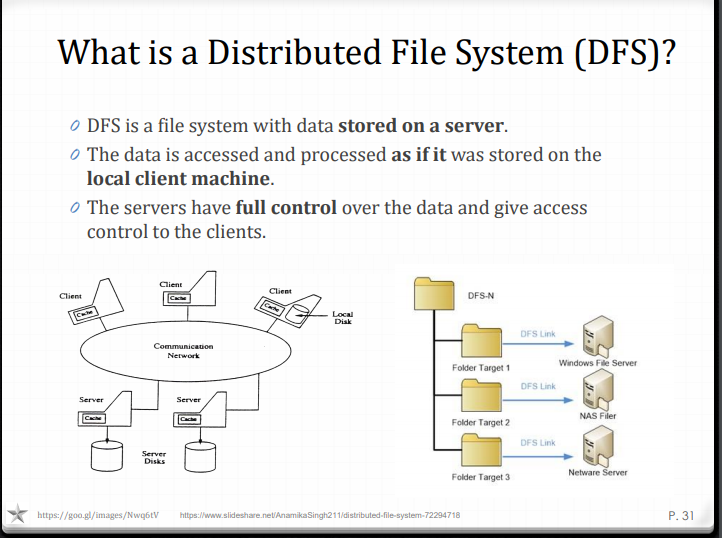 What is a Distributed File System (DFS)?
DFS is a file system with data stored on a server.
The data is accessed and processed as if it was stored on the
local client machine.
The servers have full control over the data and give access
control to the clients.
Client
Cache
Client
Cache
Client
Cache
Local
Disk
Communication
Network
Server
Cache
Server
Cache
Server
Disks
DFS-N
DFS Link
Folder Target 1
Windows File Server
DFS Link
Folder Target 2
NAS Filer
DFS Link
Folder Target 3
Netware Server
https://goo.gl/images/Nwq6tV
https://www.slideshare.net/AnamikaSingh211/distributed-file-system-72294718
P. 31